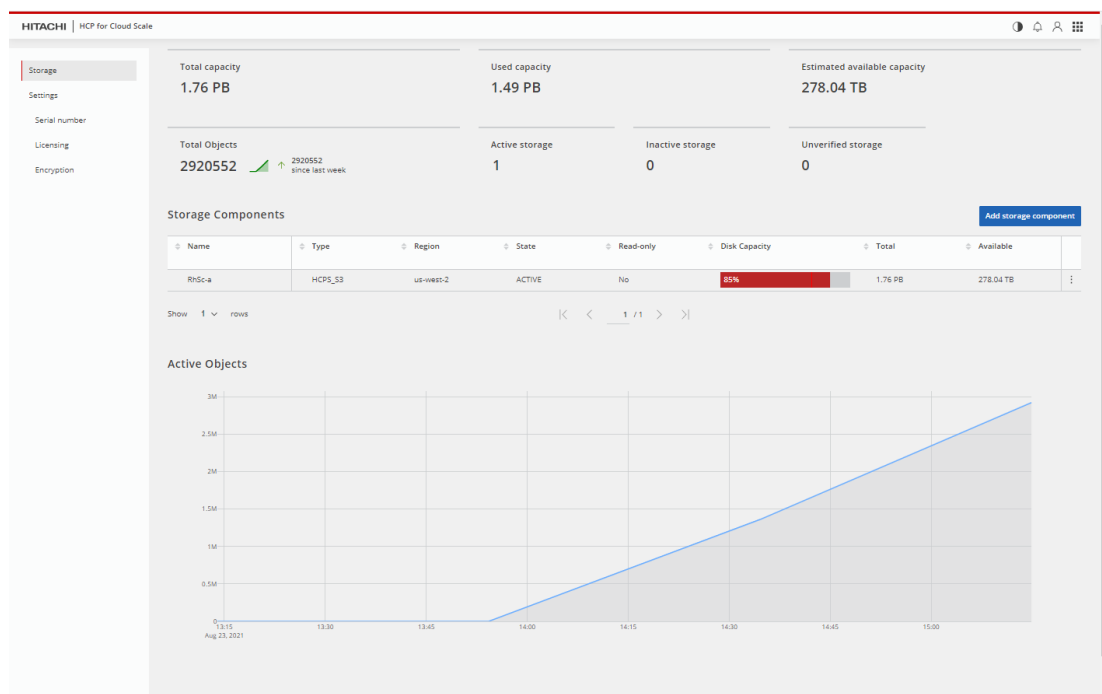 HITACHI HCP for Cloud Scale
Storage
Settings
Serial number
Licensing
Encryption
Total capacity
1.76 PB
Used capacity
1.49 PB
Estimated available capacity
278.04 TB
Total Objects
2920552
2920552
since last week
Active storage
1
Inactive storage
0
Unverified storage
0
Storage Components
Add storage component
Name Type Region State Read-only Disk Capacity Total Available
RhSc-a HCPS_S3 us-west-2 ACTIVE No 85% 1.76 PB 278.04 TB
Show 1 rows
1 / 1
Active Objects
3M
2.5M
2M
1.5M
1M
0.5M
0
13:15 13:30 13:45 14:00 14:15 14:30 14:45 15:00
Aug 23, 2021